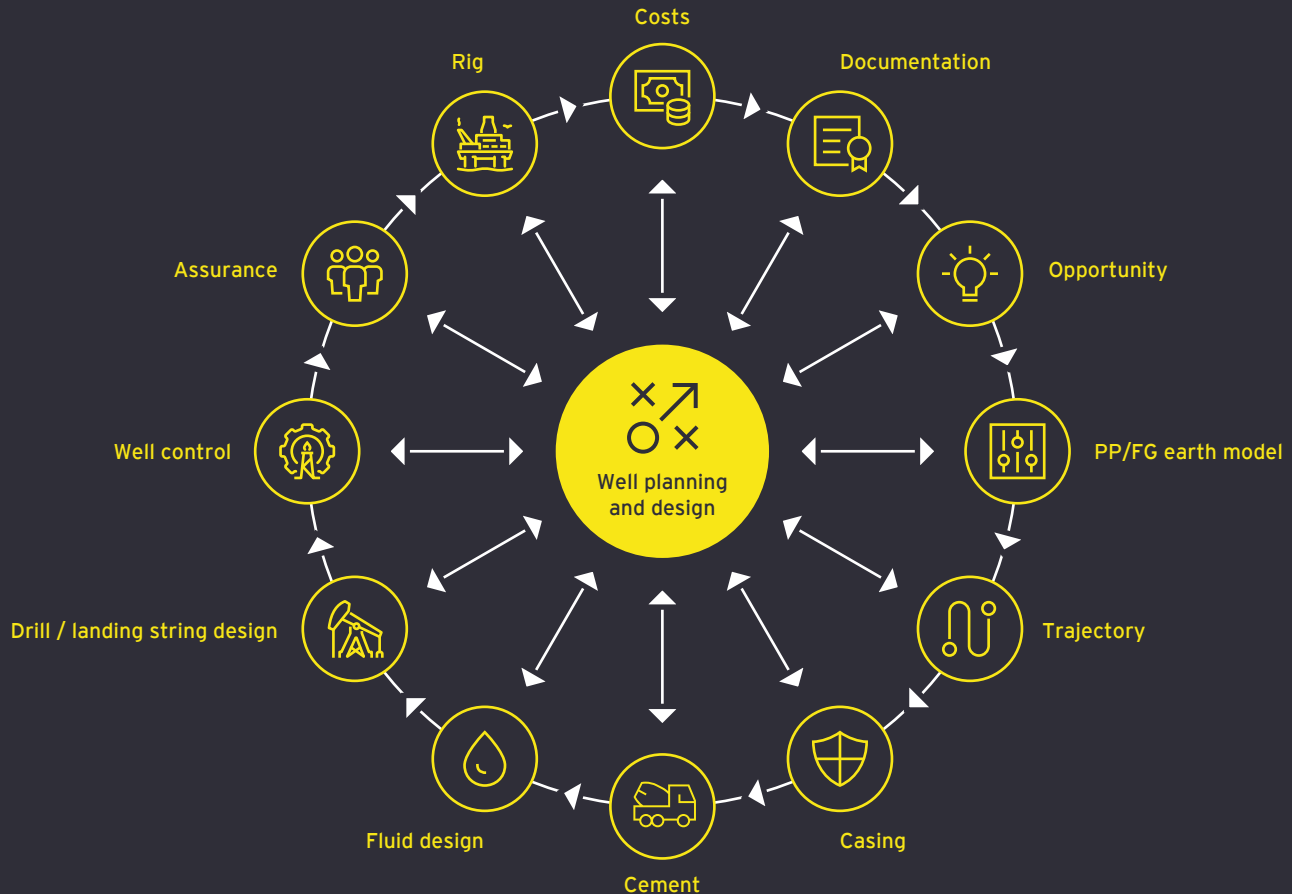 Costs
Rig
Documentation
Assurance
Opportunity
Well control
PP/FG earth model
Well planning
and design
Drill / landing string design
Trajectory
Fluid design
Casing
Cement